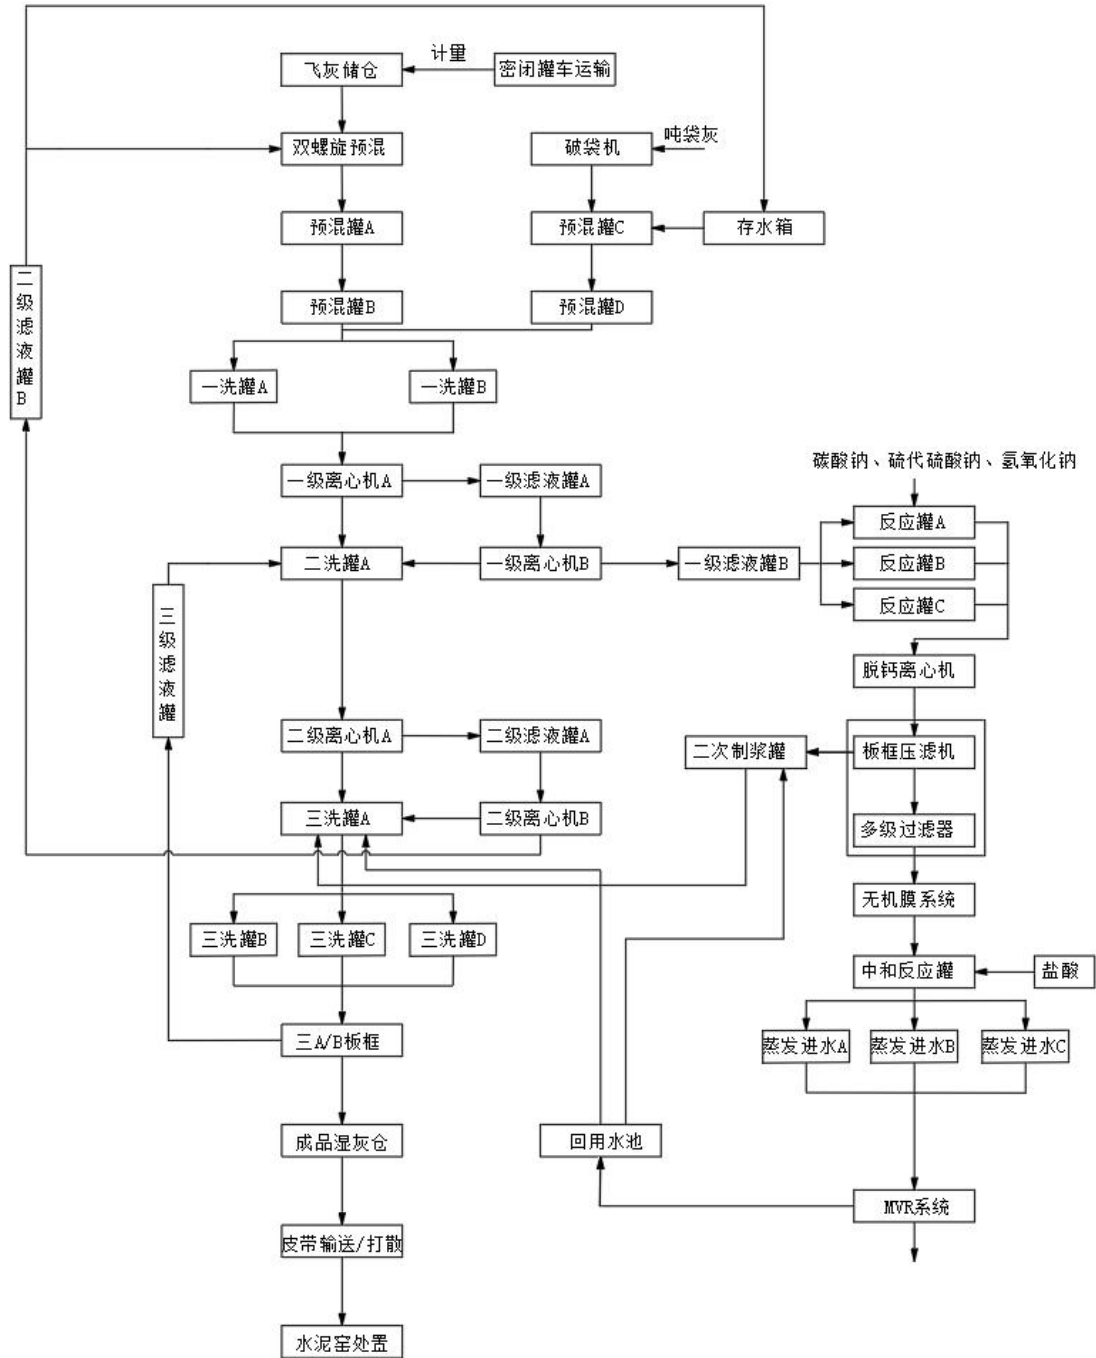 计量
飞灰储仓
密闭罐车运输
吨袋灰
双螺旋预混
破袋机
预混罐A
预混罐C
存水箱
二级滤液罐B
预混罐B
预混罐D
一洗罐A
一洗罐B
碳酸钠、硫代硫酸钠、氢氧化钠
一级离心机A
一级滤液罐A
反应罐A
二洗罐A
一级离心机B
一级滤液罐B
反应罐B
反应罐C
三级滤液罐
脱钙离心机
二级离心机A
二级滤液罐A
二次制浆罐
板框压滤机
三洗罐A
二级离心机B
多级过滤器
无机膜系统
三洗罐B
三洗罐C
三洗罐D
中和反应罐
盐酸
三A/B板框
蒸发进水A
蒸发进水B
蒸发进水C
成品湿灰仓
回用水池
MVR系统
皮带输送/打散
水泥窑处置